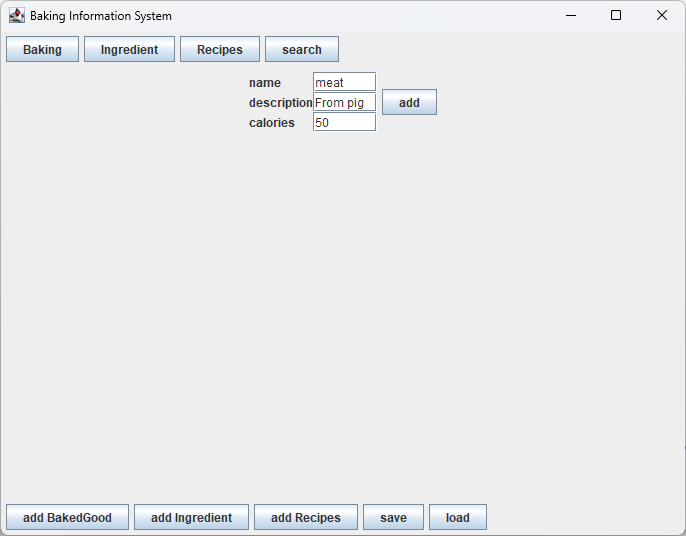 Baking Information System
Baking Ingredient Recipes search
name meat
description From pig
add
calories 50
add BakedGood add Ingredient add Recipes save load